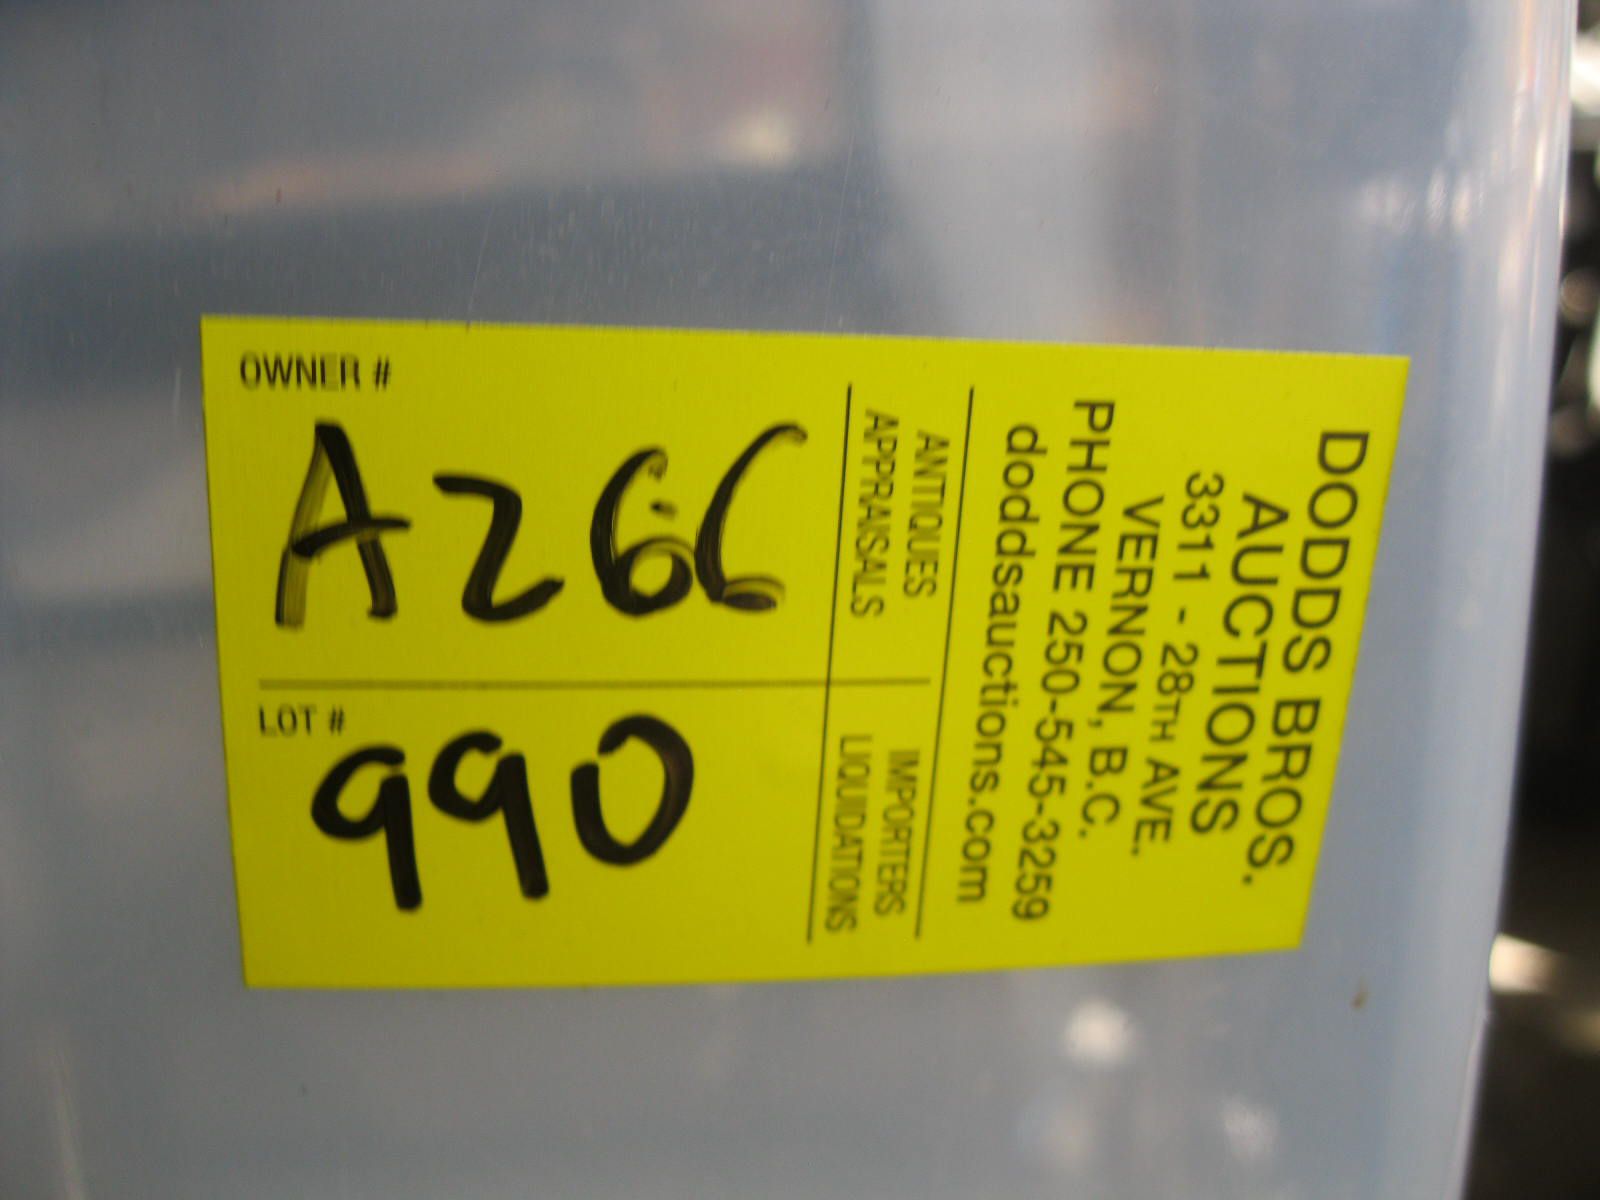 OWNER #
A266
LOT #
990
DODDS BROS.
AUCTIONS
3311 - 28TH AVE.
VERNON, B.C.
PHONE 250-545-3259
doddsauctions.com
ANTIQUES IMPORTERS
APPRAISALS LIQUIDATIONS